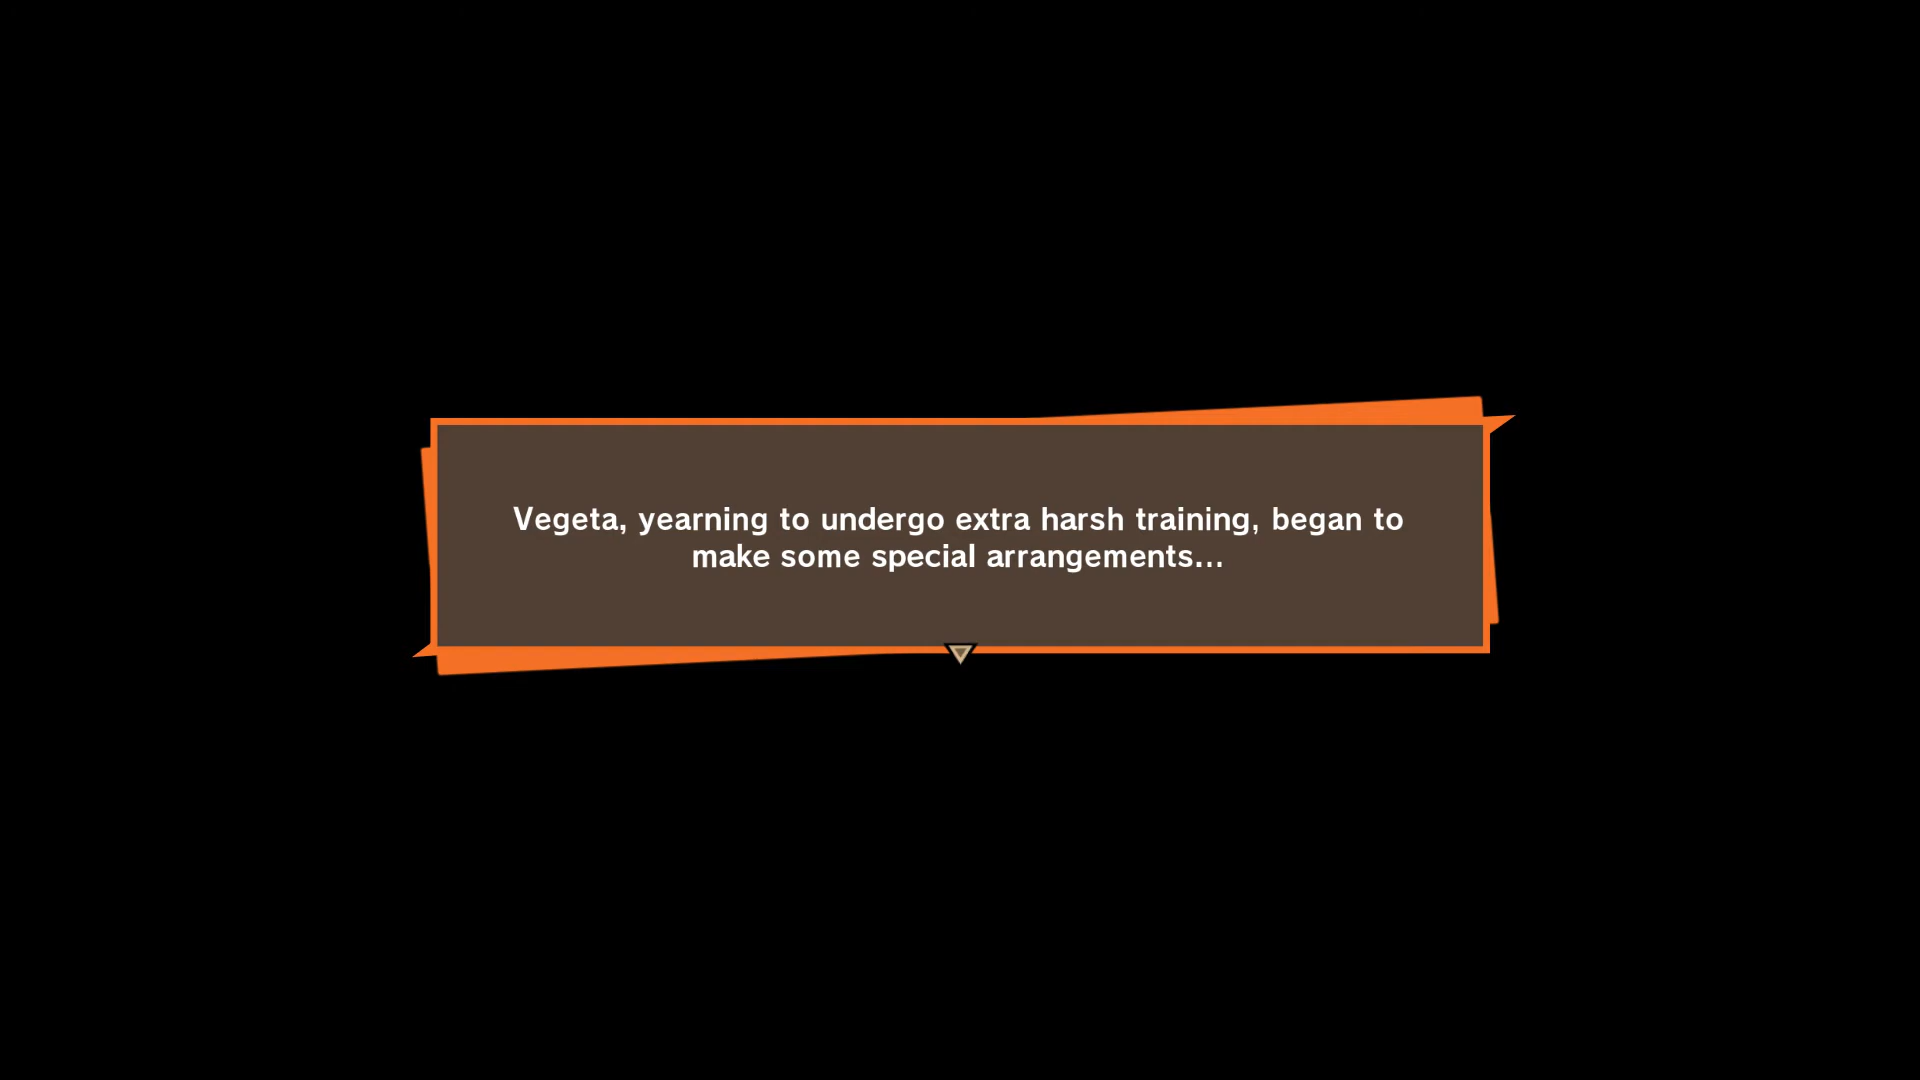 Vegeta, yearning to undergo extra harsh training, began to
make some special arrangements...